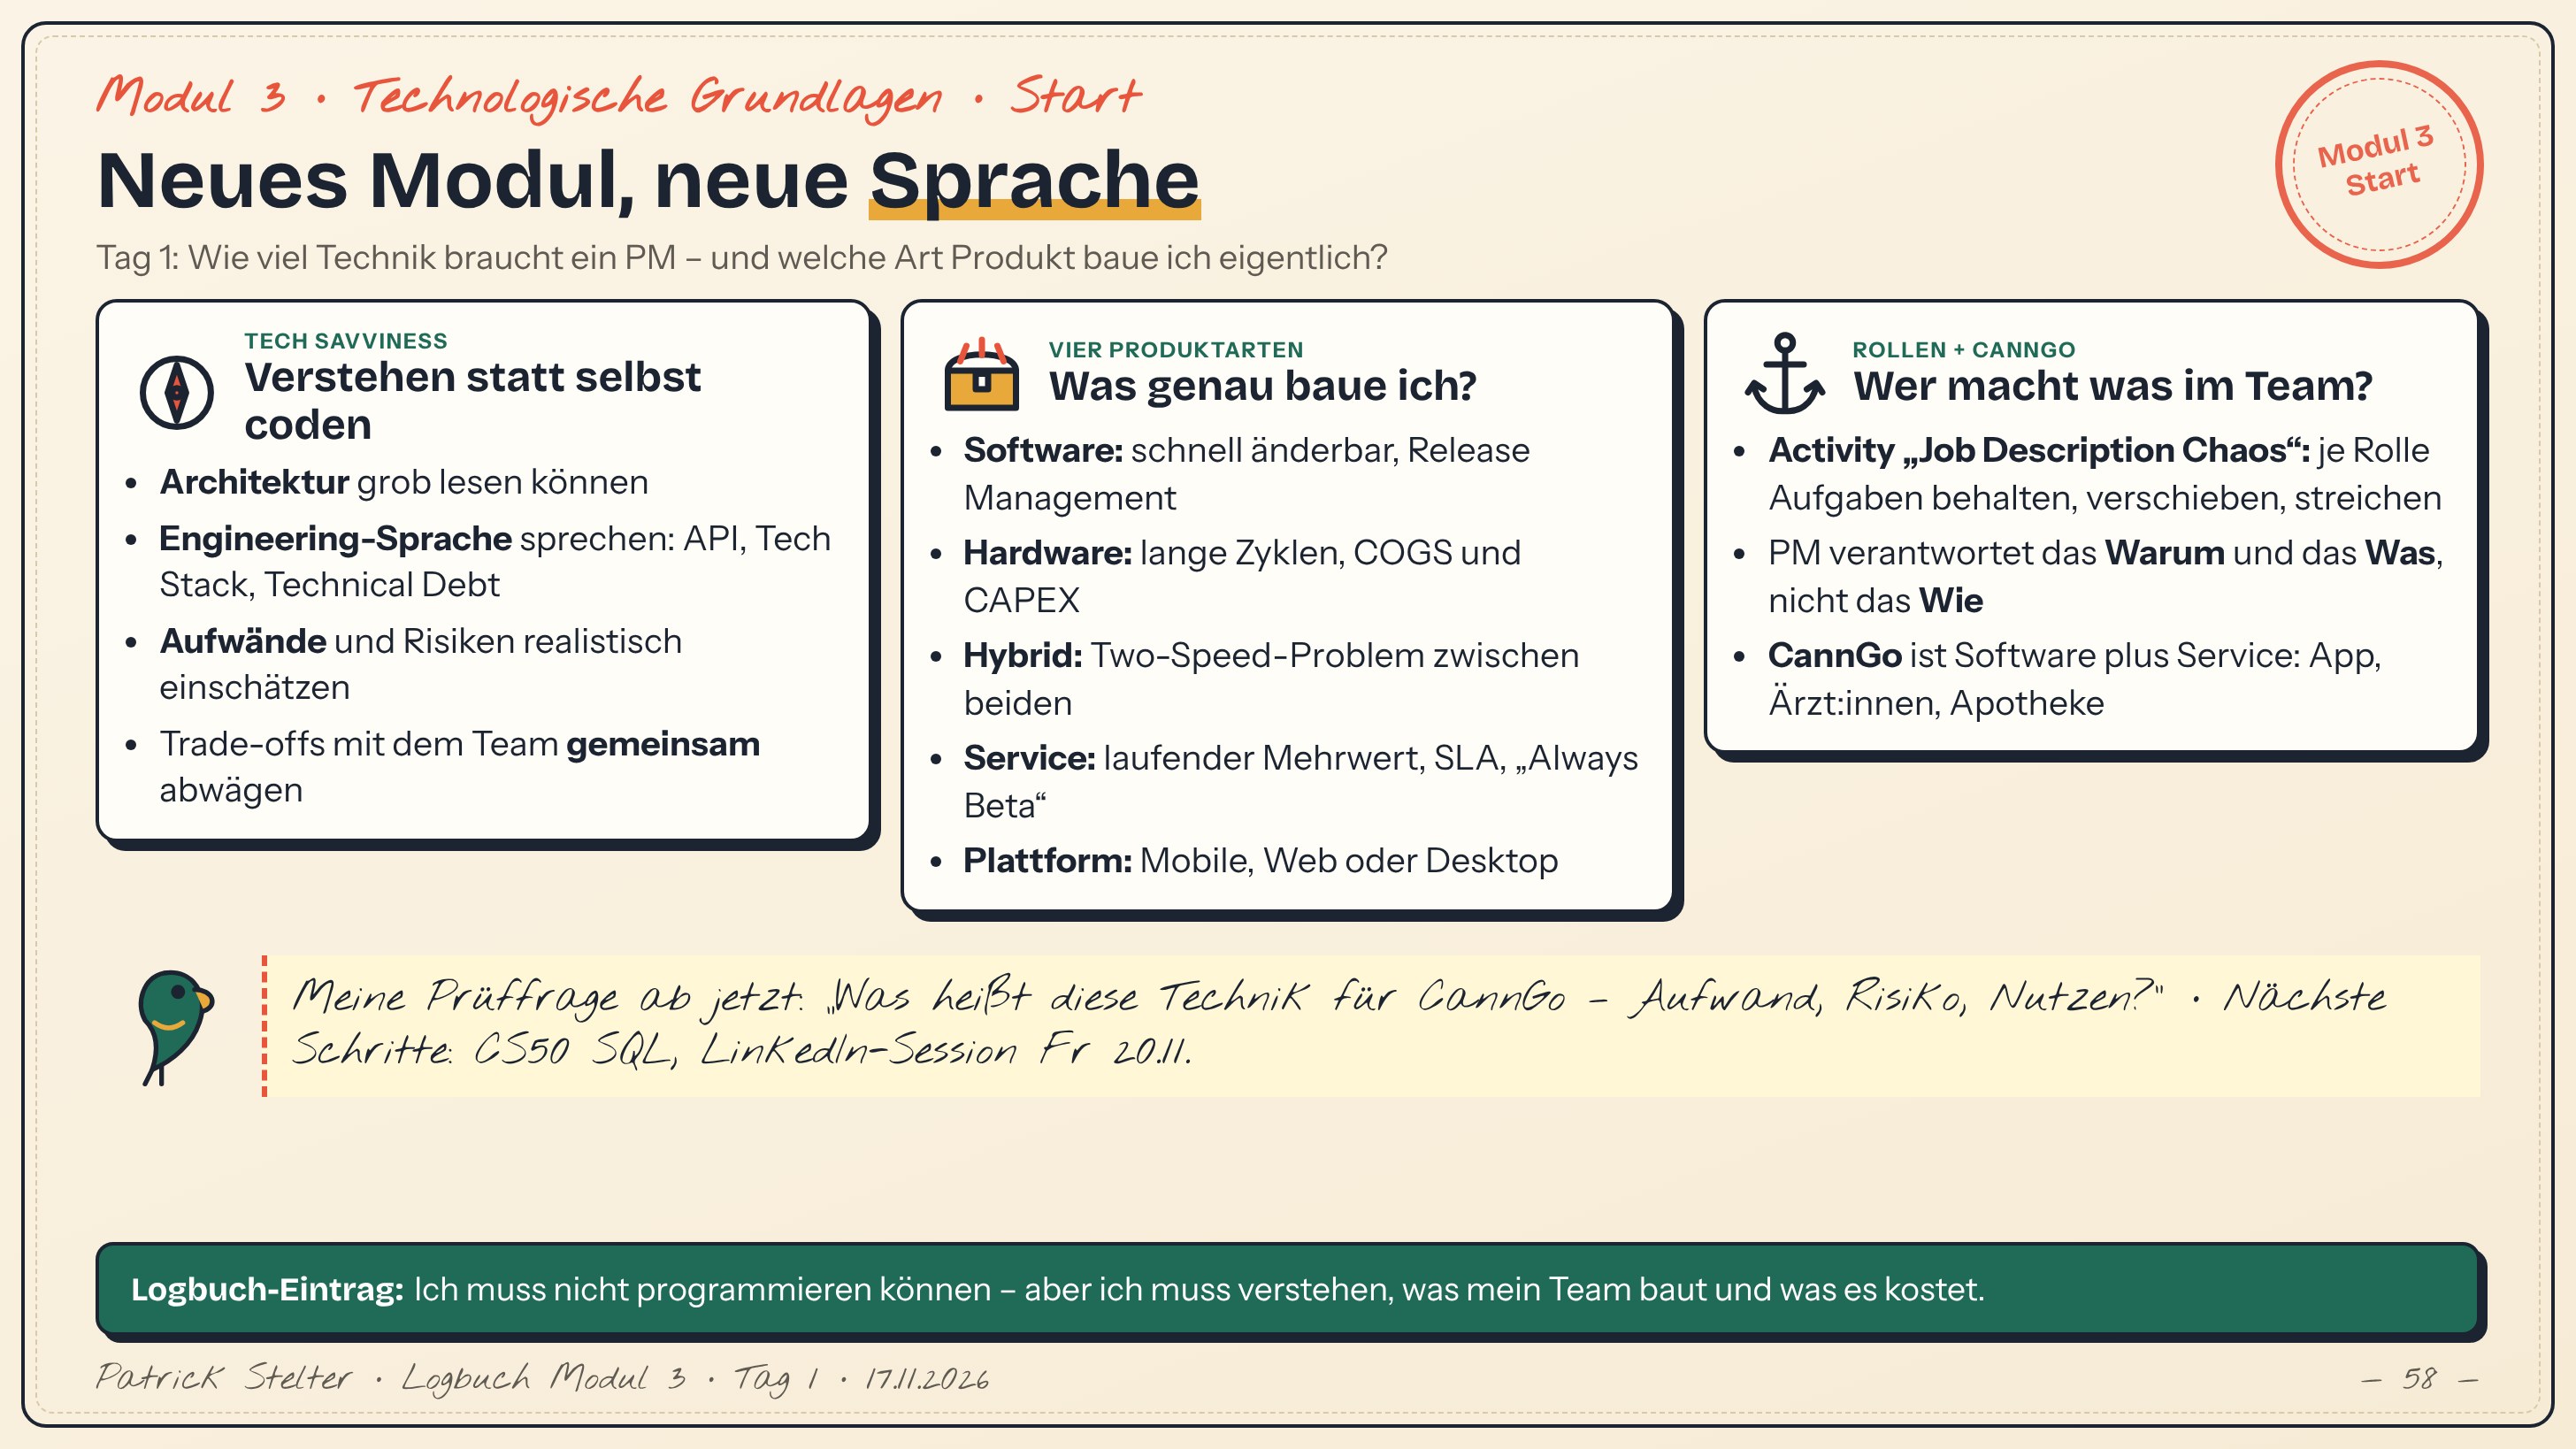 Modul 3 · Technologische Grundlagen · Start
Modul 3
Start
Neues Modul, neue Sprache
Tag 1: Wie viel Technik braucht ein PM – und welche Art Produkt baue ich eigentlich?
TECH SAVVINESS
Verstehen statt selbst
coden
• Architektur grob lesen können
• Engineering-Sprache sprechen: API, Tech
Stack, Technical Debt
• Aufwände und Risiken realistisch
einschätzen
• Trade-offs mit dem Team gemeinsam
abwägen
VIER PRODUKTARTEN
Was genau baue ich?
• Software: schnell änderbar, Release
Management
• Hardware: lange Zyklen, COGS und
CAPEX
• Hybrid: Two-Speed-Problem zwischen
beiden
• Service: laufender Mehrwert, SLA, „Always
Beta“
• Plattform: Mobile, Web oder Desktop
ROLLEN + CANNGO
Wer macht was im Team?
• Activity „Job Description Chaos“: je Rolle
Aufgaben behalten, verschieben, streichen
• PM verantwortet das Warum und das Was,
nicht das Wie
• CannGo ist Software plus Service: App,
Ärzt:innen, Apotheke
Meine Prüffrage ab jetzt: „Was heißt diese Technik für CannGo – Aufwand, Risiko, Nutzen?" · Nächste
Schritte: CS50 SQL, LinkedIn-Session Fr 20.11.
Logbuch-Eintrag: Ich muss nicht programmieren können – aber ich muss verstehen, was mein Team baut und was es kostet.
Patrick Stelter · Logbuch Modul 3 · Tag 1 · 17.11.2026
— 58 —